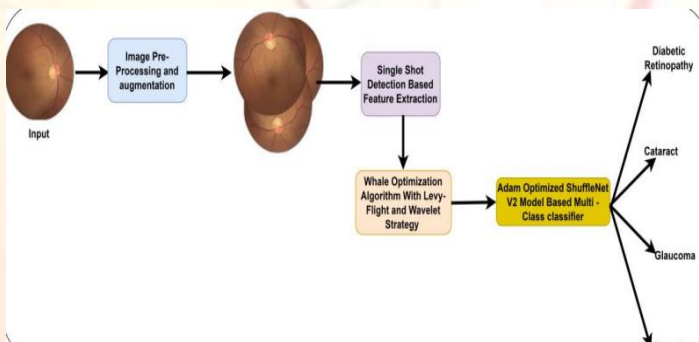 Input
Image Pre-
Processing and
augmentation
Single Shot
Detection Based
Feature Extraction
Whale Optimization
Algorithm With Levy-
Flight and Wavelet
Strategy
Adam Optimized ShuffleNet
V2 Model Based Multi -
Class classifier
Diabetic
Retinopathy
Cataract
Glaucoma